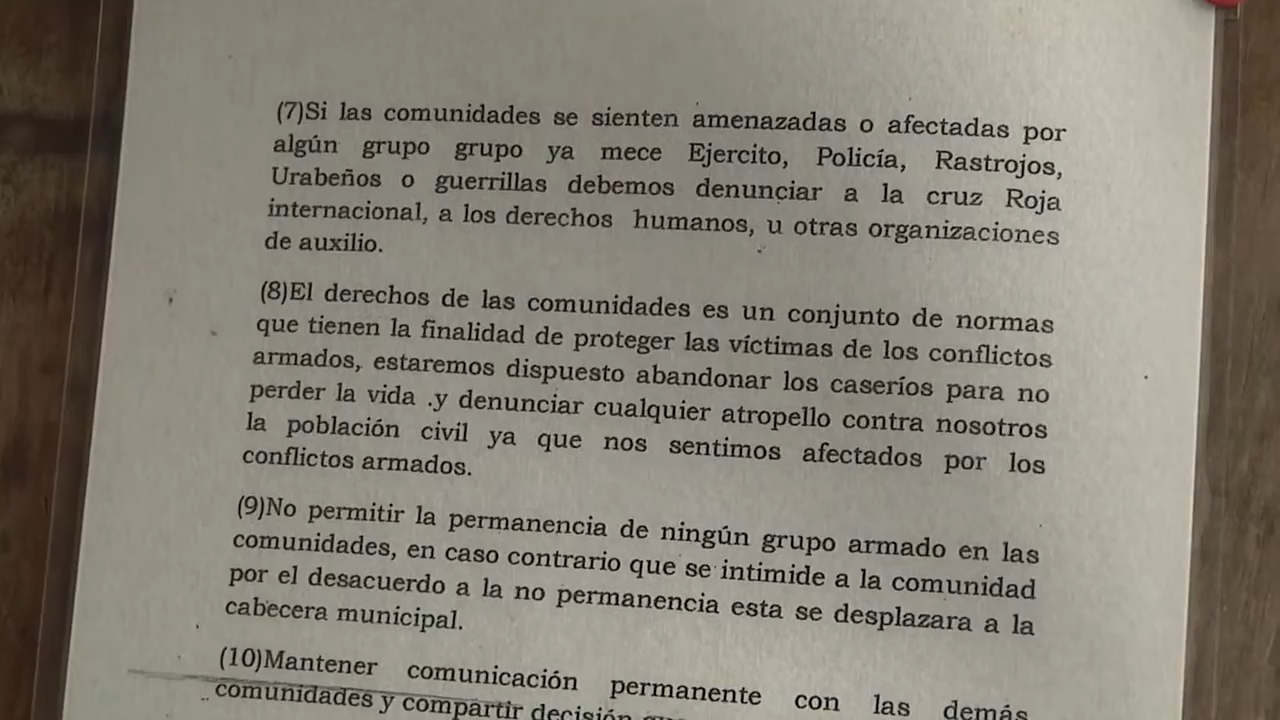 (7)Si las comunidades se sienten amenazadas o afectadas por
algún grupo grupo ya mece Ejercito, Policía, Rastrojos,
Urabeños o guerrillas debemos denunciar a la cruz Roja
internacional, a los derechos humanos, u otras organizaciones
de auxilio.
(8)El derechos de las comunidades es un conjunto de normas
que tienen la finalidad de proteger las víctimas de los conflictos
armados, estaremos dispuesto abandonar los caseríos para no
perder la vida .y denunciar cualquier atropello contra nosotros
la población civil ya que nos sentimos afectados por los
conflictos armados.
(9)No permitir la permanencia de ningún grupo armado en las
comunidades, en caso contrario que se intimide a la comunidad
por el desacuerdo a la no permanencia esta se desplazara a la
cabecera municipal.
(10)Mantener comunicación permanente con las demás
comunidades y compartir decisión